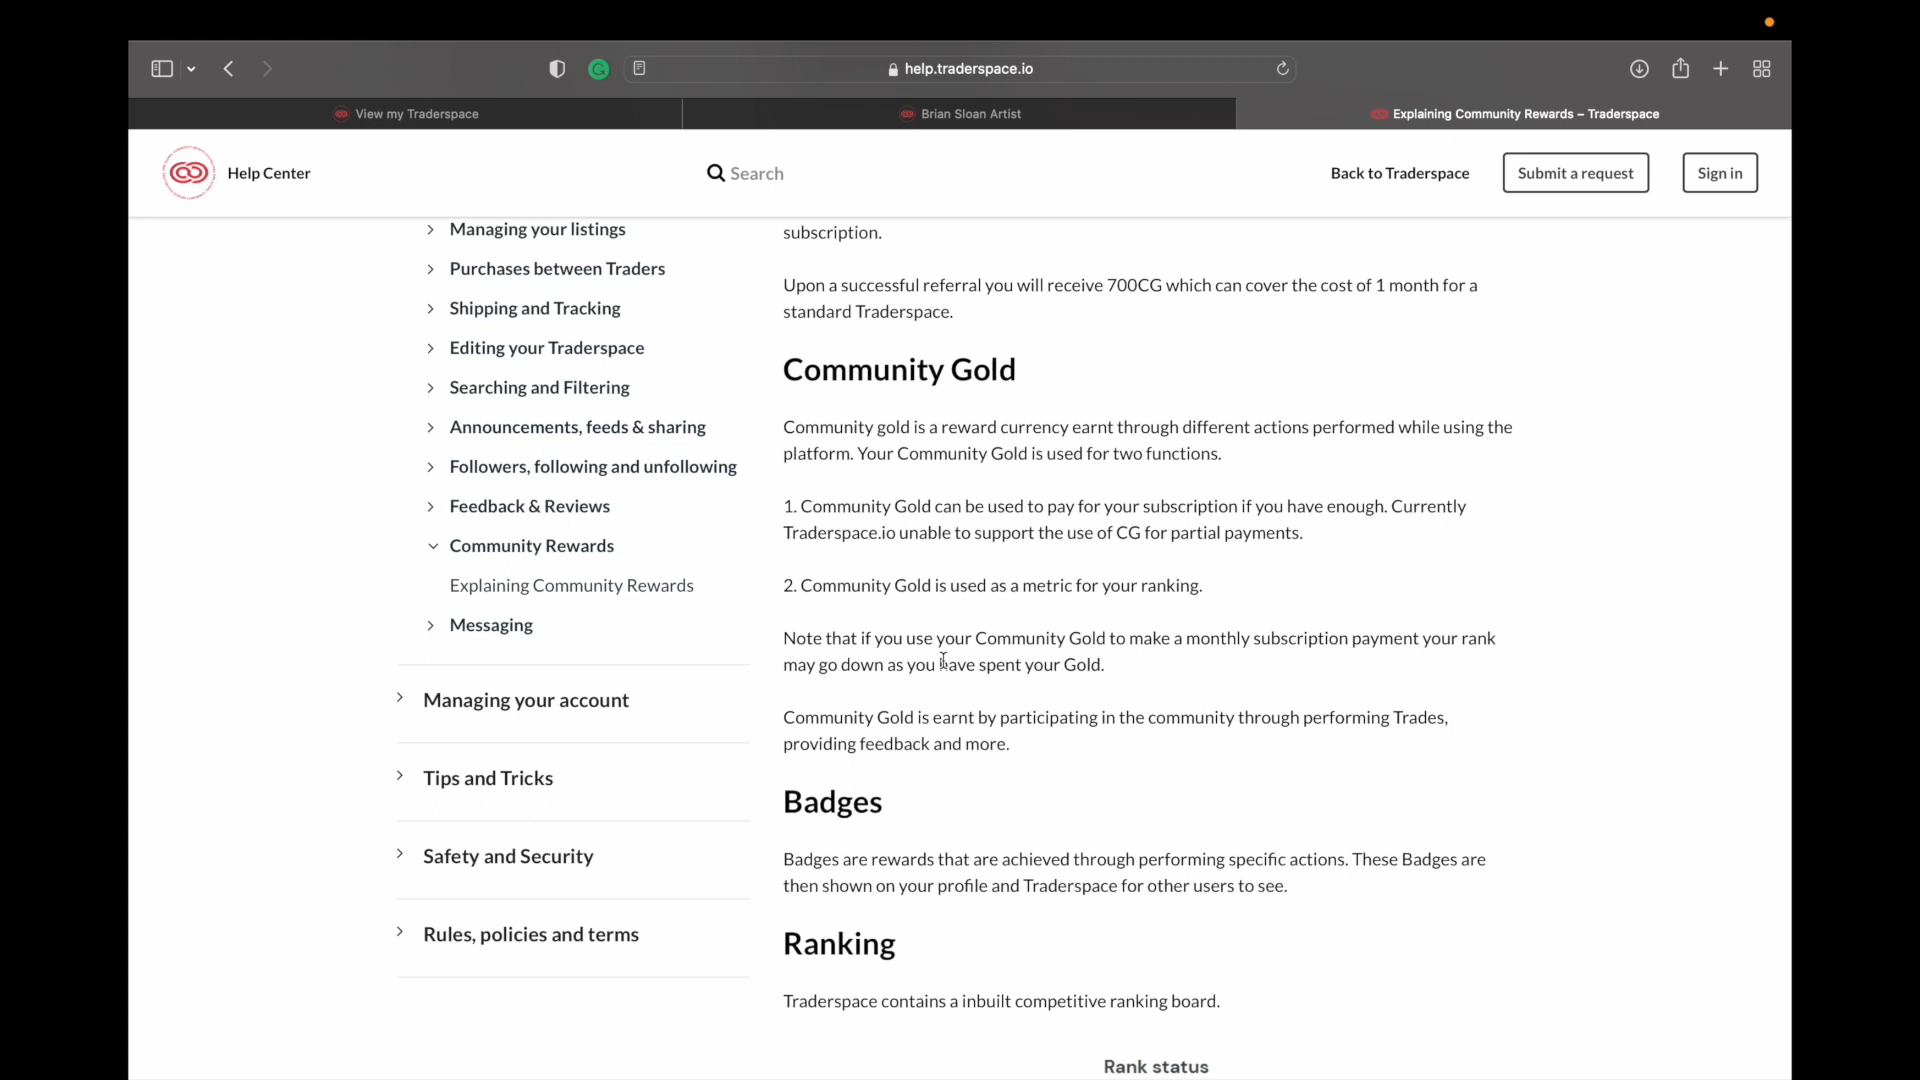 help.traderspace.io
View my Traderspace
Brian Sloan Artist
Explaining Community Rewards – Traderspace
Help Center
Search
Back to Traderspace
Submit a request
Sign in
Managing your listings
Purchases between Traders
Shipping and Tracking
Editing your Traderspace
Searching and Filtering
Announcements, feeds & sharing
Followers, following and unfollowing
Feedback & Reviews
Community Rewards
Explaining Community Rewards
Messaging
Managing your account
Tips and Tricks
Safety and Security
Rules, policies and terms
subscription.
Upon a successful referral you will receive 700CG which can cover the cost of 1 month for a
standard Traderspace.
Community Gold
Community gold is a reward currency earnt through different actions performed while using the
platform. Your Community Gold is used for two functions.
1. Community Gold can be used to pay for your subscription if you have enough. Currently
Traderspace.io unable to support the use of CG for partial payments.
2. Community Gold is used as a metric for your ranking.
Note that if you use your Community Gold to make a monthly subscription payment your rank
may go down as you have spent your Gold.
Community Gold is earnt by participating in the community through performing Trades,
providing feedback and more.
Badges
Badges are rewards that are achieved through performing specific actions. These Badges are
then shown on your profile and Traderspace for other users to see.
Ranking
Traderspace contains a inbuilt competitive ranking board.
Rank status